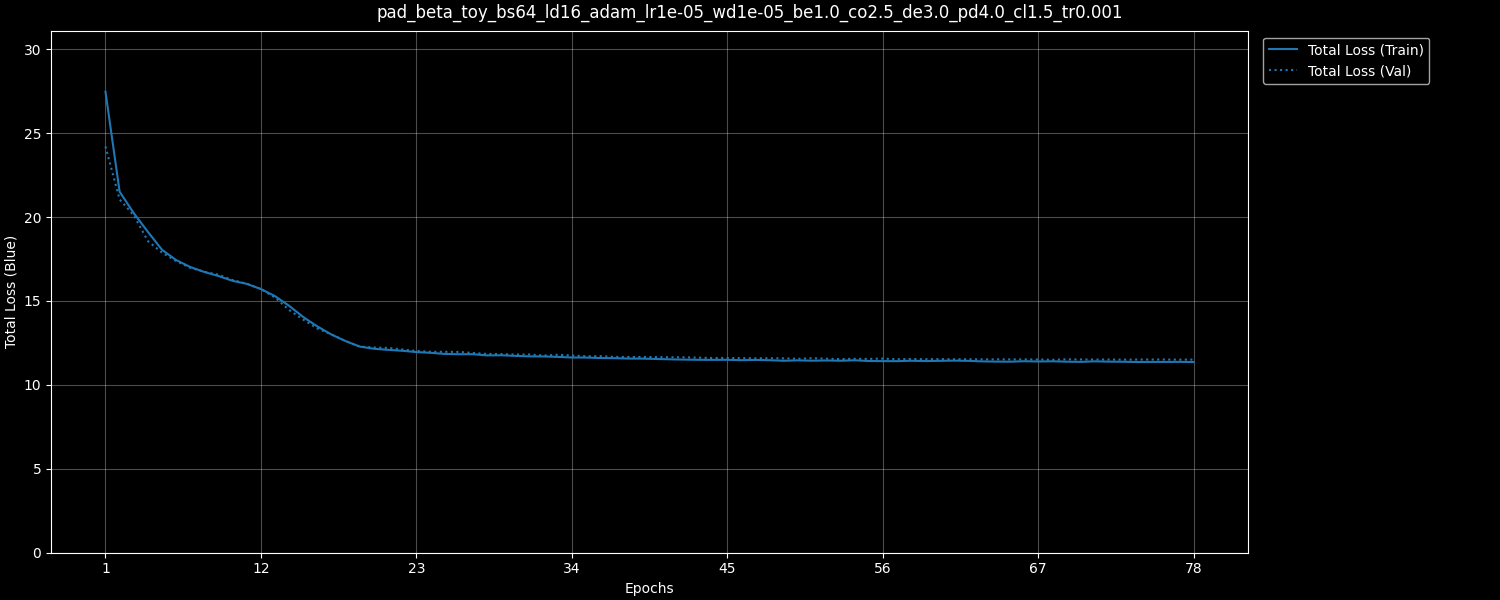 pad_beta_toy_bs64_ld16_adam_lr1e-05_wd1e-05_be1.0_co2.5_de3.0_pd4.0_cl1.5_tr0.001
Total Loss (Train)
Total Loss (Val)
Total Loss (Blue)
30
25
20
15
10
5
0
1 12 23 34 45 56 67 78
Epochs